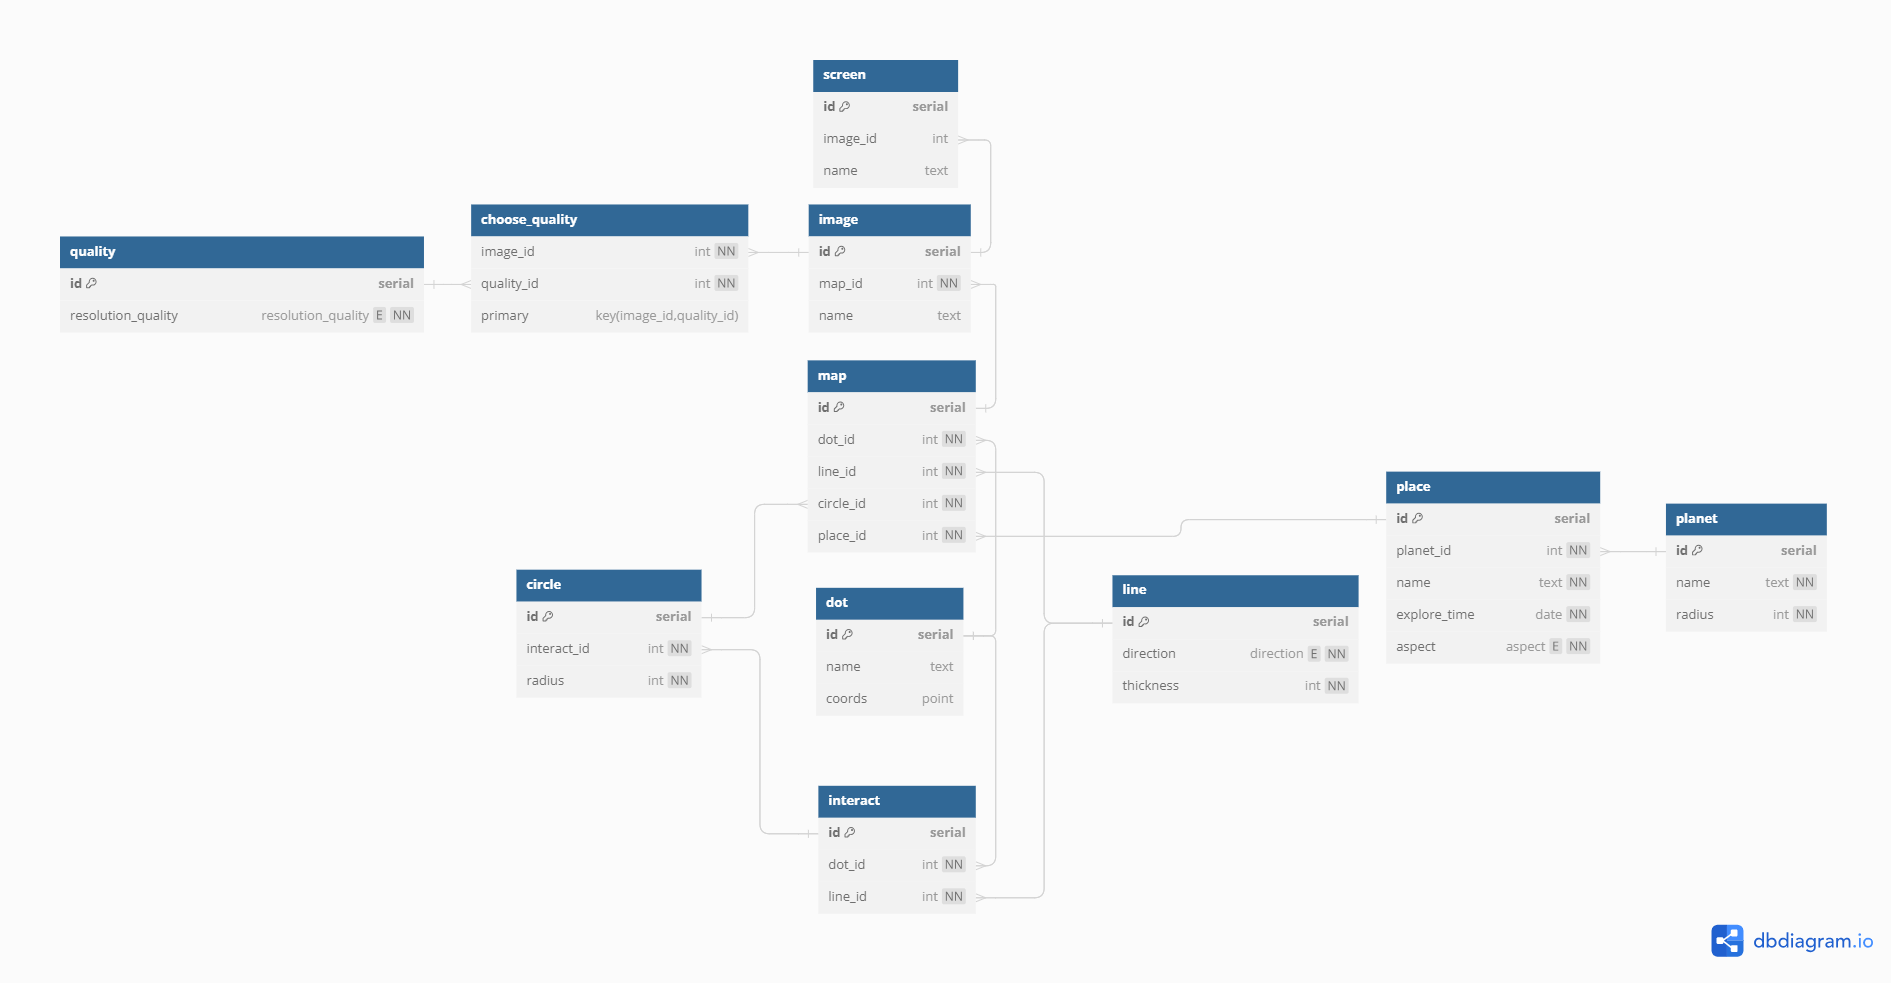 screen
id serial
image_id int
name text
quality
id serial
resolution_quality resolution_quality E NN
choose_quality
image_id int NN
quality_id int NN
primary key(image_id,quality_id)
image
id serial
map_id int NN
name text
map
id serial
dot_id int NN
line_id int NN
circle_id int NN
place_id int NN
circle
id serial
interact_id int NN
radius int NN
dot
id serial
name text
coords point
line
id serial
direction direction E NN
thickness int NN
place
id serial
planet_id int NN
name text NN
explore_time date NN
aspect aspect E NN
planet
id serial
name text NN
radius int NN
interact
id serial
dot_id int NN
line_id int NN
dbdiagram.io